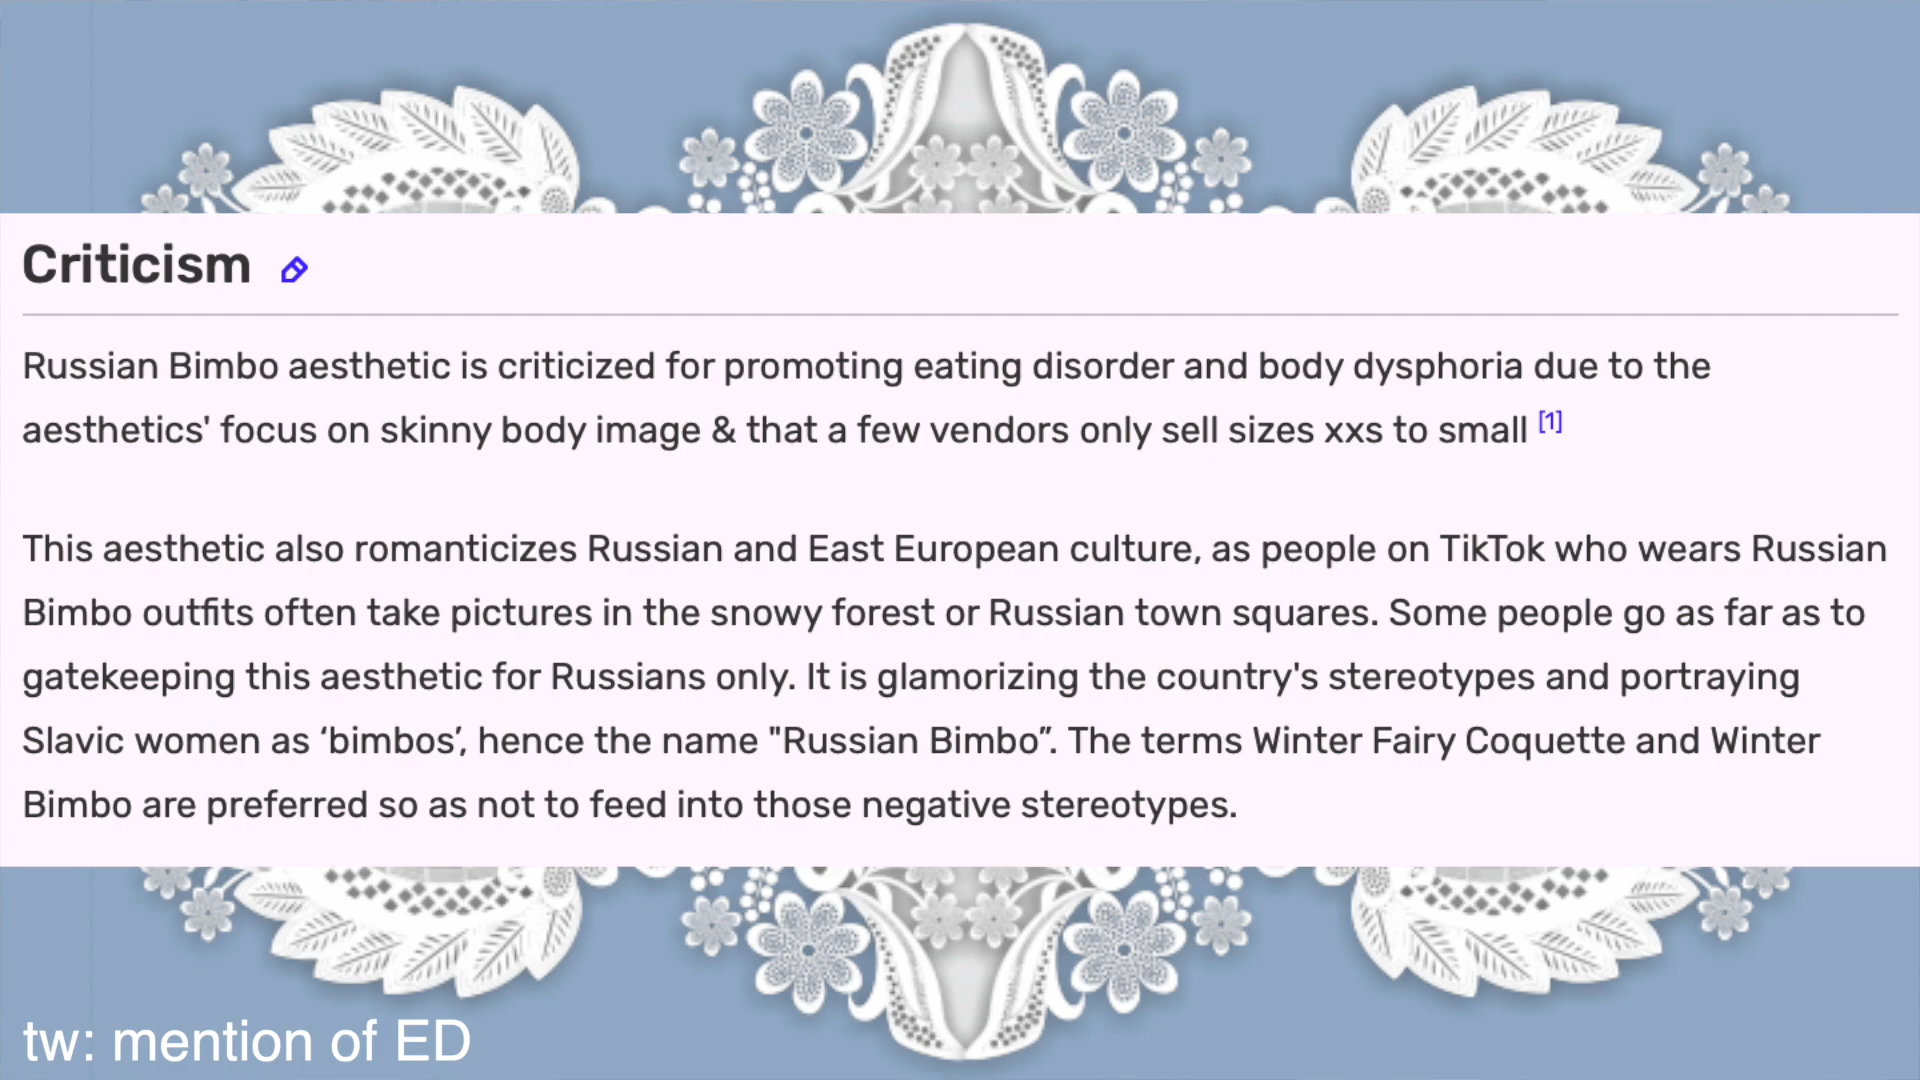 Criticism
Russian Bimbo aesthetic is criticized for promoting eating disorder and body dysphoria due to the
aesthetics' focus on skinny body image & that a few vendors only sell sizes xxs to small [1]
This aesthetic also romanticizes Russian and East European culture, as people on TikTok who wears Russian
Bimbo outfits often take pictures in the snowy forest or Russian town squares. Some people go as far as to
gatekeeping this aesthetic for Russians only. It is glamorizing the country's stereotypes and portraying
Slavic women as ‘bimbos’, hence the name "Russian Bimbo”. The terms Winter Fairy Coquette and Winter
Bimbo are preferred so as not to feed into those negative stereotypes.
tw: mention of ED